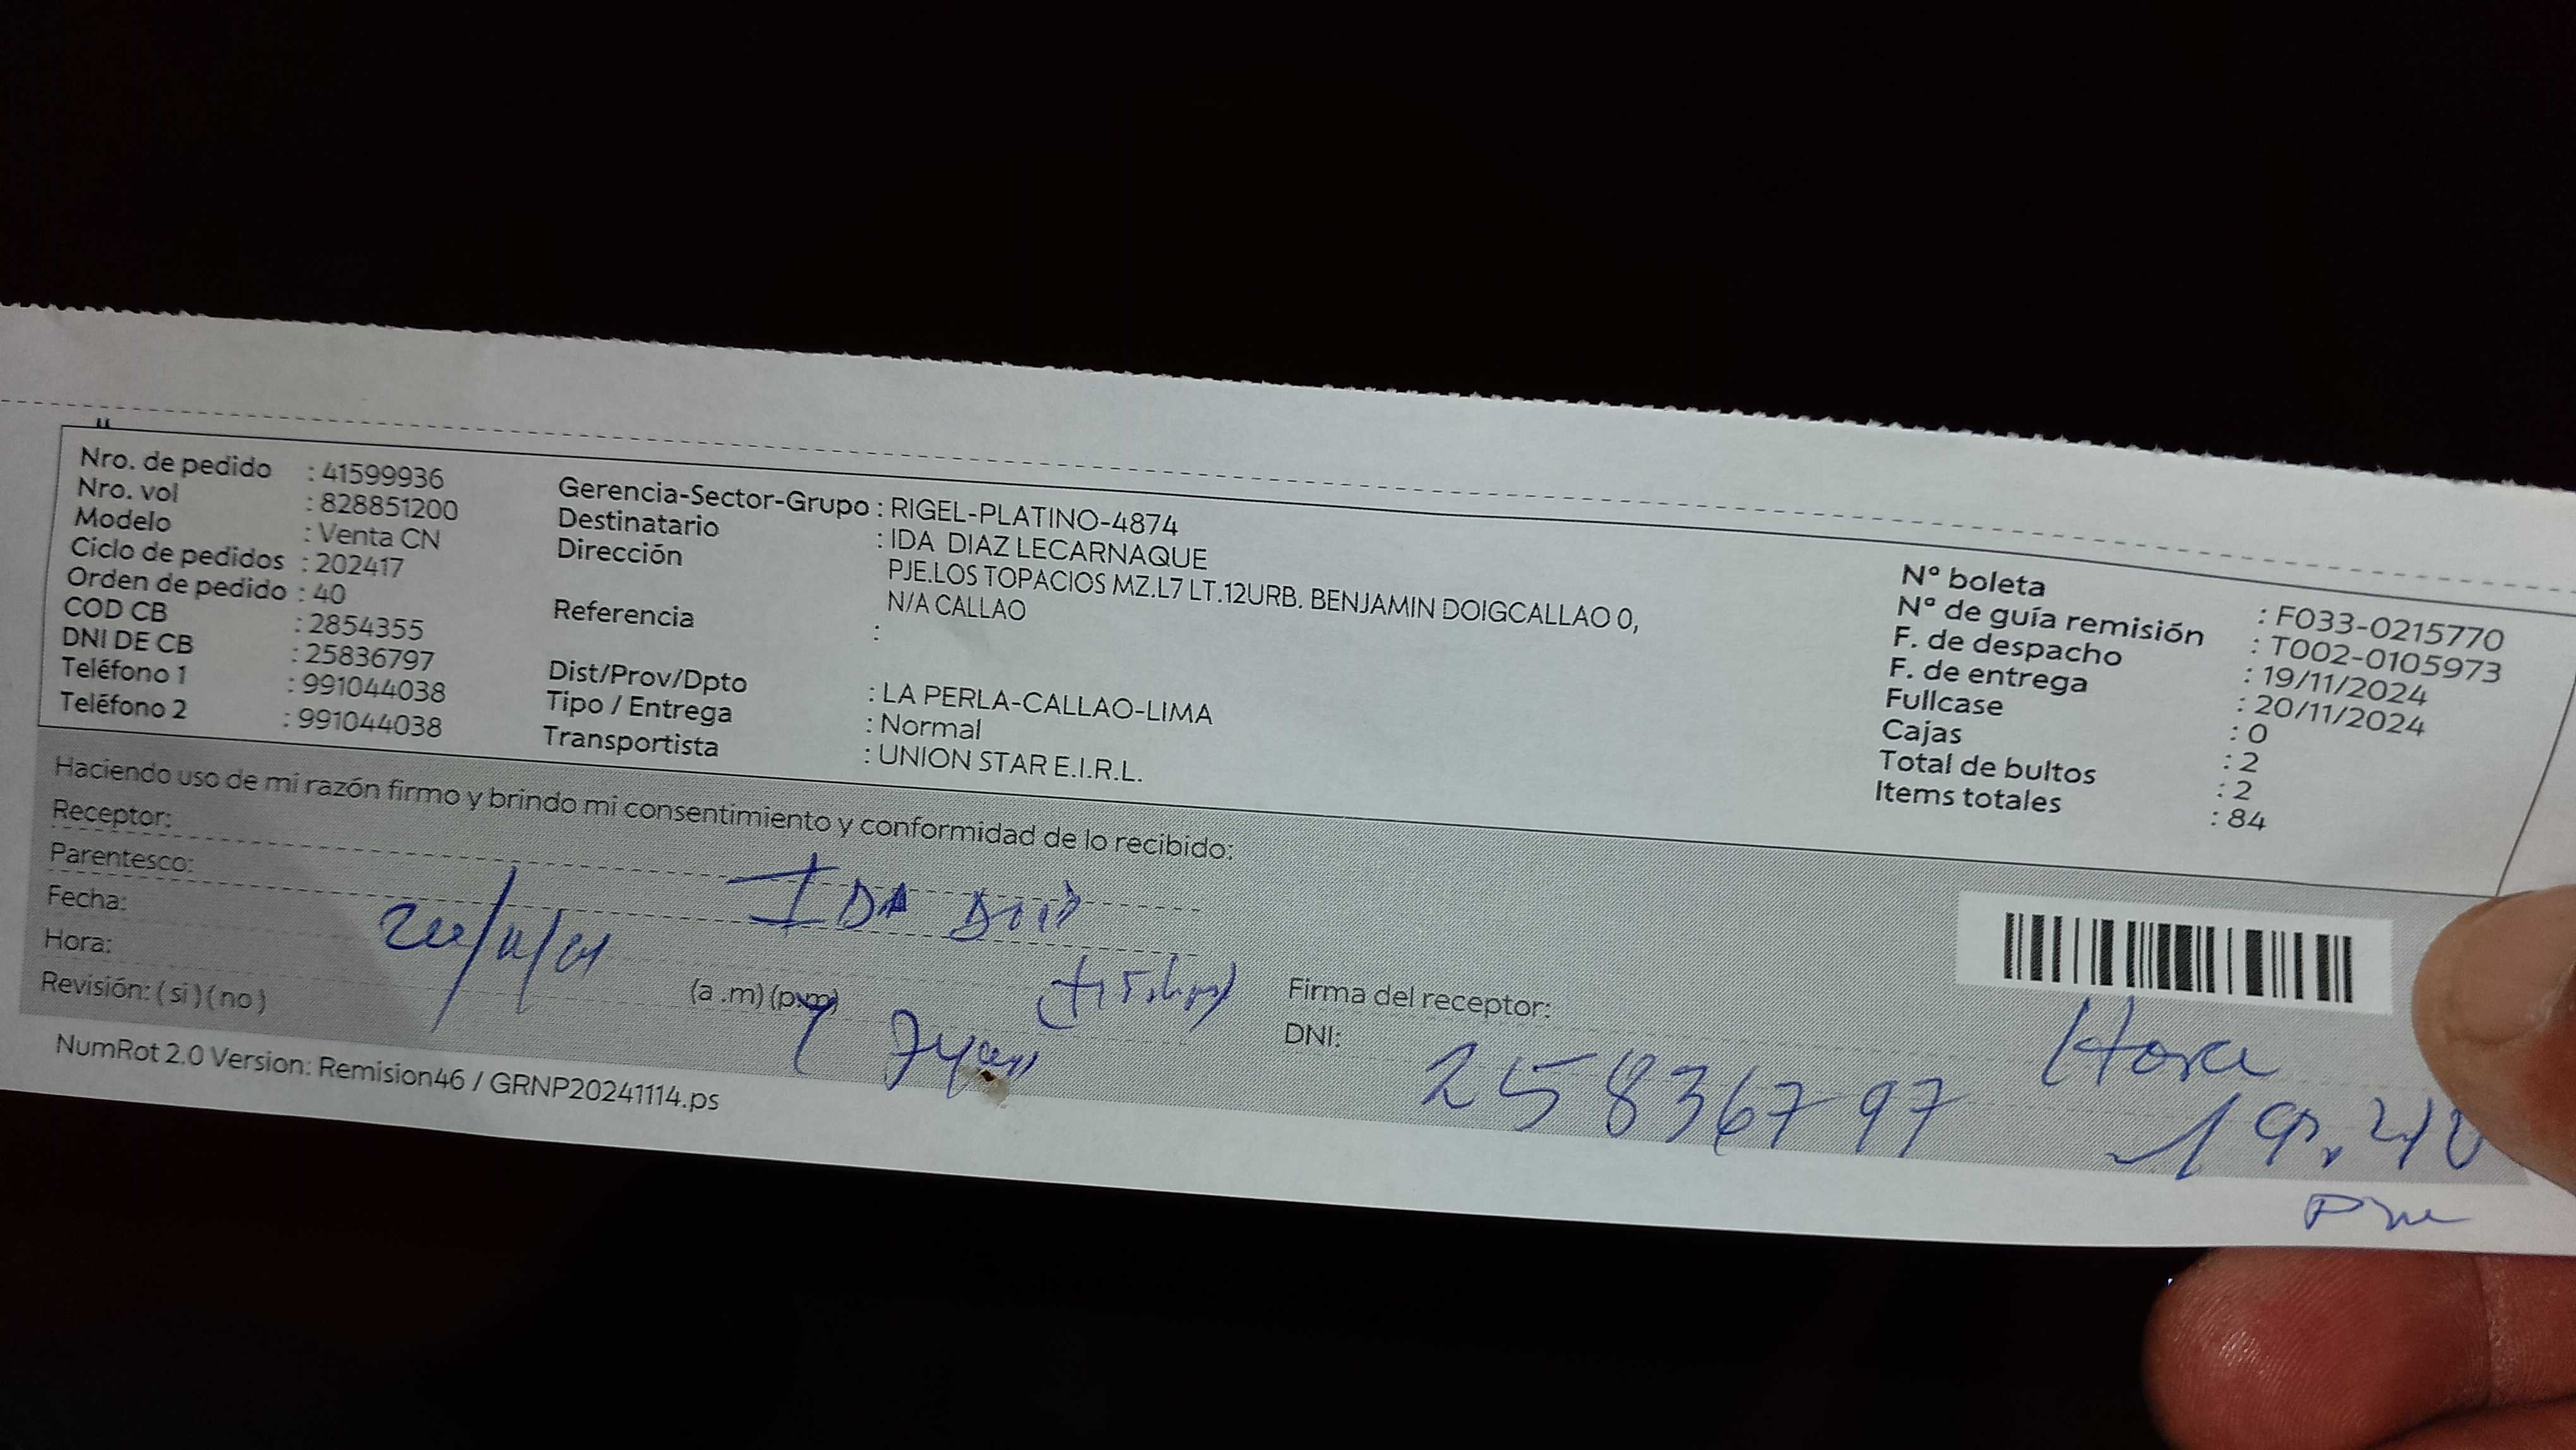 Nro. de pedido : 41599936
Nro. vol : 828851200
Modelo : Venta CN
Ciclo de pedidos : 202417
Orden de pedido : 40
COD CB : 2854355
DNI DE CB : 25836797
Teléfono 1 : 991044038
Teléfono 2 : 991044038
Gerencia-Sector-Grupo : RIGEL-PLATINO-4874
Destinatario : IDA DIAZ LECARNAQUE
Dirección PJE.LOS TOPACIOS MZ.L7 LT.12URB. BENJAMIN DOIGCALLAO 0,
N/A CALLAO
Referencia :
Dist/Prov/Dpto : LA PERLA-CALLAO-LIMA
Tipo / Entrega : Normal
Transportista : UNION STAR E.I.R.L.
N° boleta : F033-0215770
N° de guía remisión : T002-0105973
F. de despacho : 19/11/2024
F. de entrega : 20/11/2024
Fullcase : 0
Cajas : 2
Total de bultos : 2
Items totales : 84
Haciendo uso de mi razón firmo y brindo mi consentimiento y conformidad de lo recibido:
Receptor: IDA
Parentesco:
Fecha:
Hora: (a .m) (p.m)
Revisión: ( si ) ( no )
Firma del receptor:
DNI: 25836797
Hora
pm
NumRot 2.0 Version: Remision46 / GRNP20241114.ps